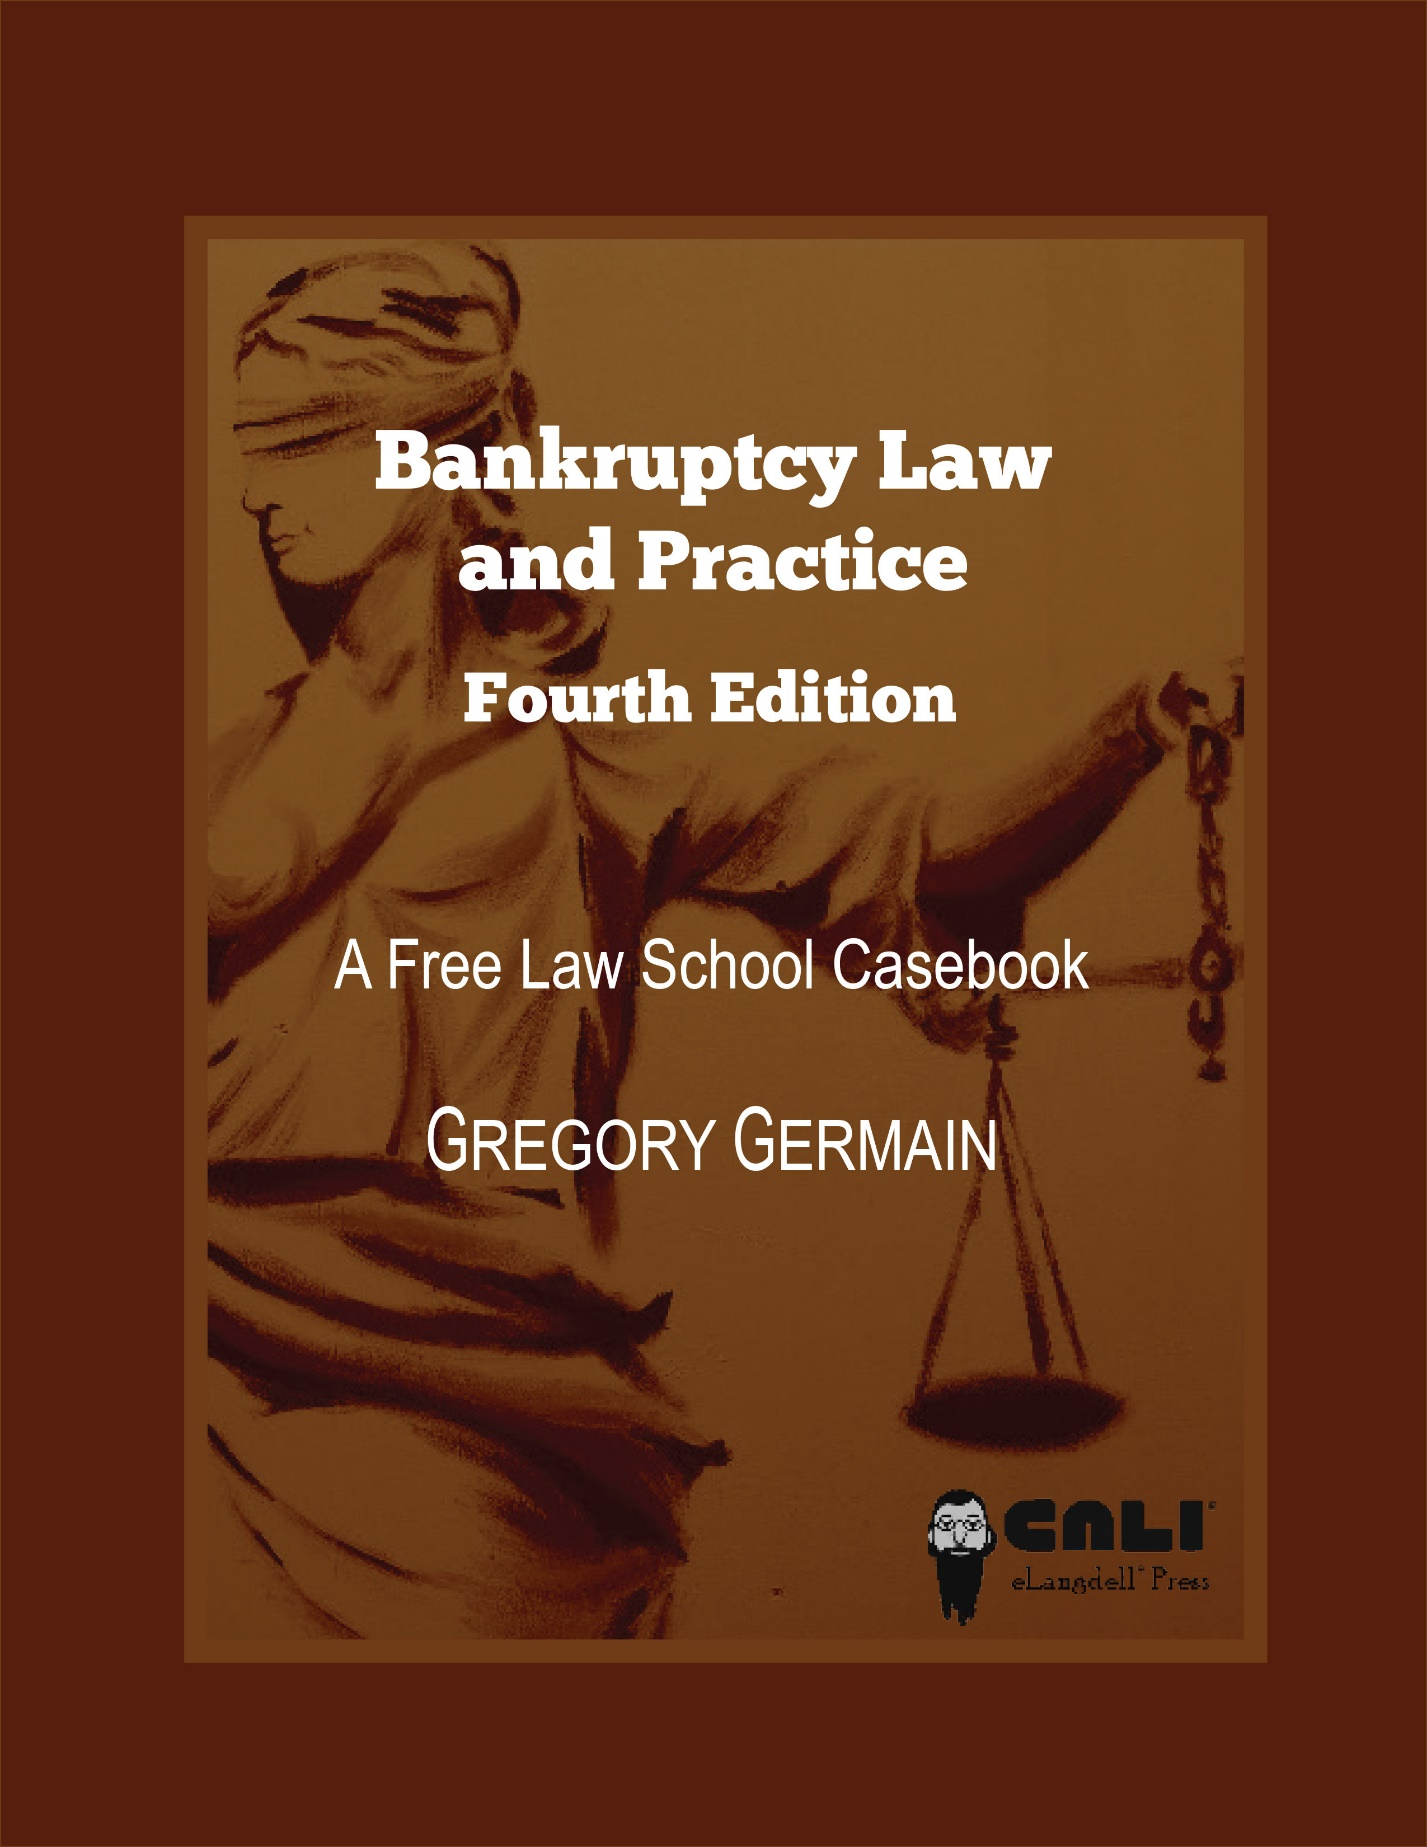 Bankruptcy Law
and Practice
Fourth Edition
A Free Law School Casebook
GREGORY GERMAIN
CALI®
eLangdell® Press